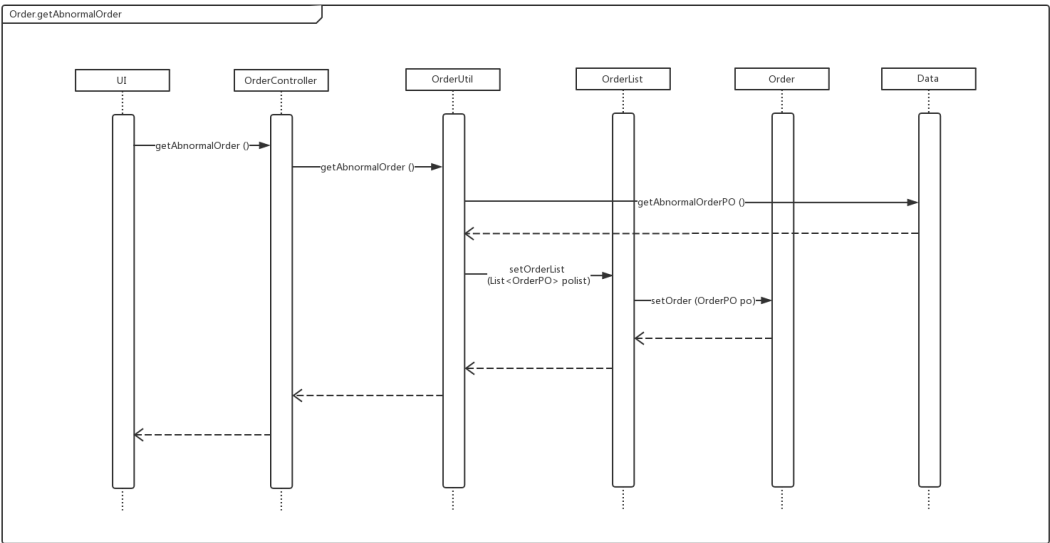 Order.getAbnormalOrder
UI
OrderController
OrderUtil
OrderList
Order
Data
getAbnormalOrder ()
getAbnormalOrder ()
getAbnormalOrderPO ()
setOrderList
(List<OrderPO> polist)
setOrder (OrderPO po)